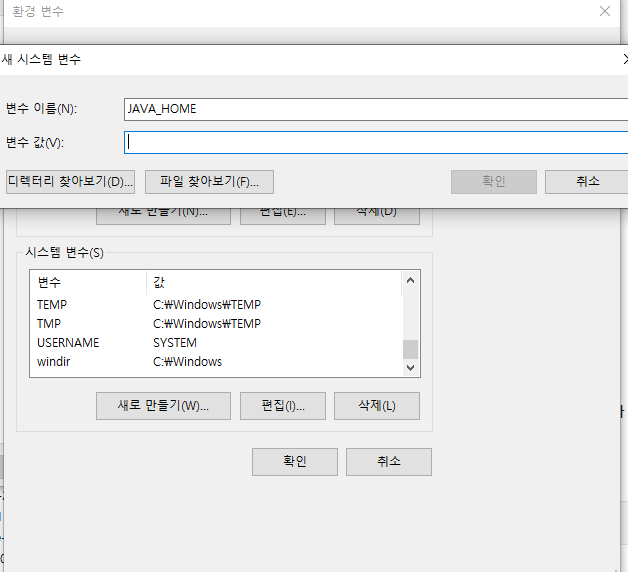 환경 변수
새 시스템 변수
변수 이름(N): JAVA_HOME
변수 값(V):
디렉터리 찾아보기(D)... 파일 찾아보기(F)... 확인 취소
새로 만들기(N)... 편집(E)... 삭제(D)
시스템 변수(S)
변수 값
TEMP C:₩Windows₩TEMP
TMP C:₩Windows₩TEMP
USERNAME SYSTEM
windir C:₩Windows
새로 만들기(W)... 편집(I)... 삭제(L)
확인 취소